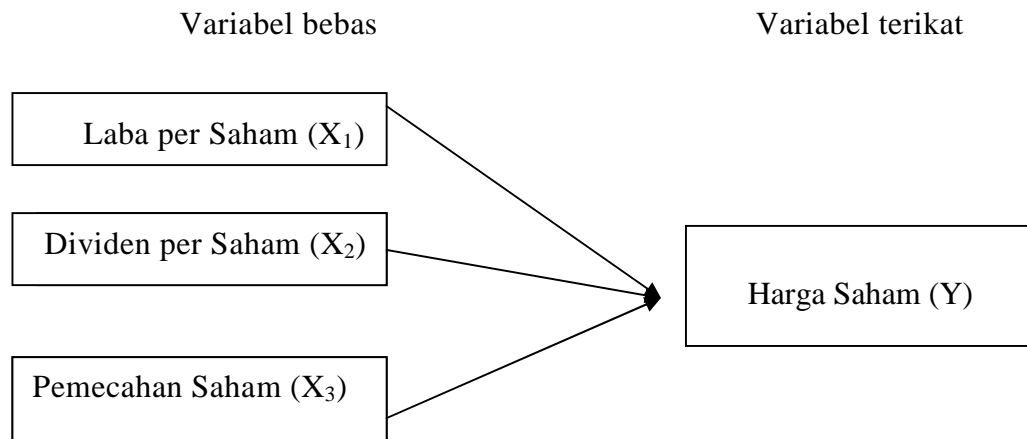 Variabel bebas
Variabel terikat
Laba per Saham (X₁)
Dividen per Saham (X₂)
Harga Saham (Y)
Pemecahan Saham (X₃)